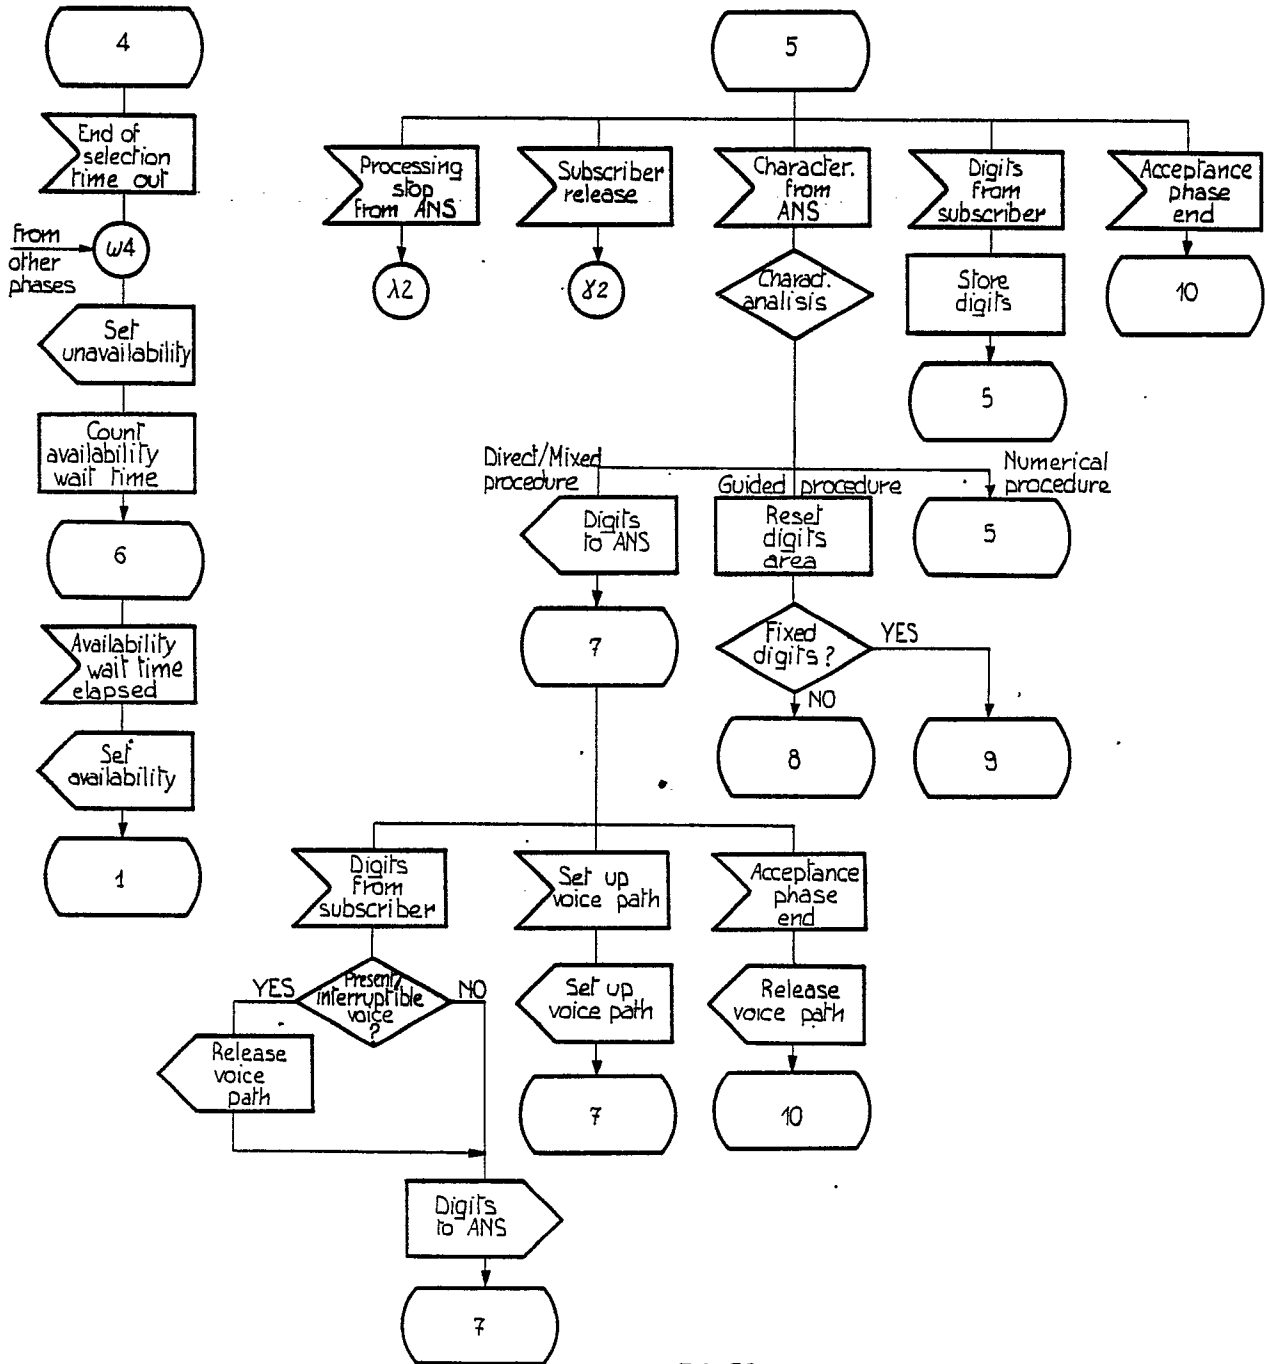 4
End of
selection
time out
from
other
phases
ω4
Set
unavailability
Count
availability
wait time
6
Availability
wait time
elapsed
Set
availability
1
5
Processing
stop
from ANS
λ2
Subscriber
release
γ2
Character.
from
ANS
Charact.
analisis
Digits
from
subscriber
Store
digits
5
Acceptance
phase
end
10
Direct/Mixed
procedure
Guided procedure
Numerical
procedure
Digits
to ANS
7
Reset
digits
area
5
Fixed
digits?
YES
NO
8
9
Digits
from
subscriber
Present/
interruptible
voice
?
YES
NO
Release
voice
path
Digits
to ANS
7
Set up
voice path
Set up
voice path
7
Acceptance
phase
end
Release
voice path
10